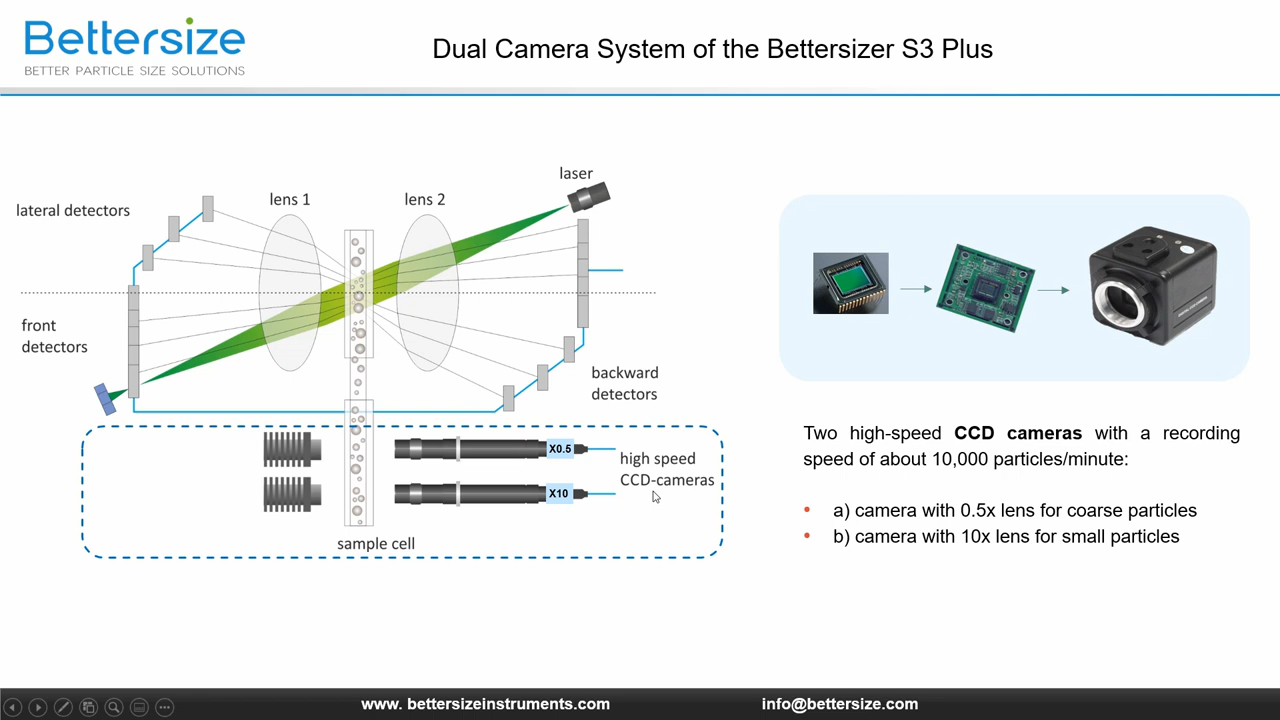 Bettersize
BETTER PARTICLE SIZE SOLUTIONS
Dual Camera System of the Bettersizer S3 Plus
laser
lens 1
lens 2
lateral detectors
front
detectors
backward
detectors
X0.5
X10
high speed
CCD-cameras
sample cell
Two high-speed CCD cameras with a recording
speed of about 10,000 particles/minute:
• a) camera with 0.5x lens for coarse particles
• b) camera with 10x lens for small particles
www. bettersizeinstruments.com
info@bettersize.com